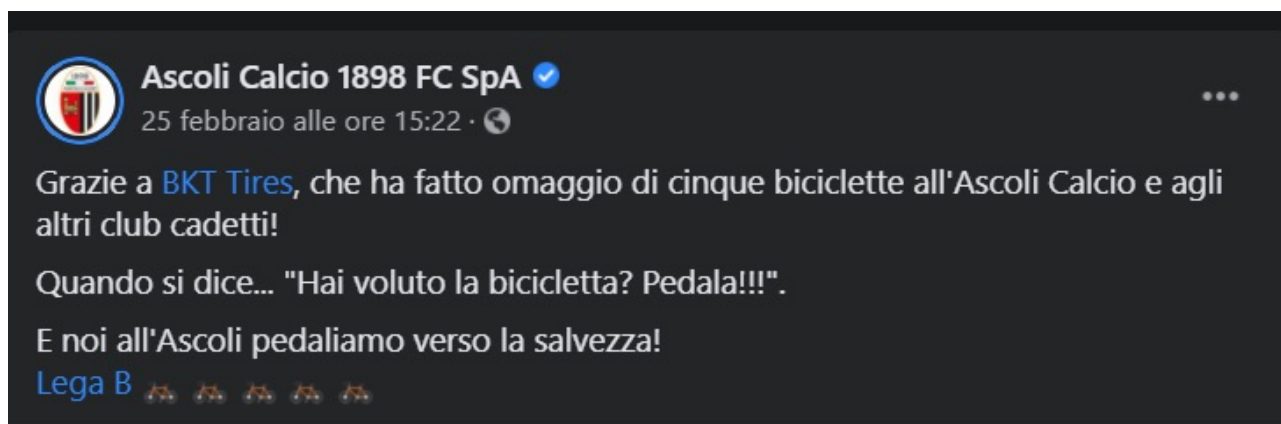 Ascoli Calcio 1898 FC SpA
25 febbraio alle ore 15:22 ·
Grazie a BKT Tires, che ha fatto omaggio di cinque biciclette all'Ascoli Calcio e agli
altri club cadetti!
Quando si dice... "Hai voluto la bicicletta? Pedala!!!".
E noi all'Ascoli pedaliamo verso la salvezza!
Lega B 🚲 🚲 🚲 🚲 🚲